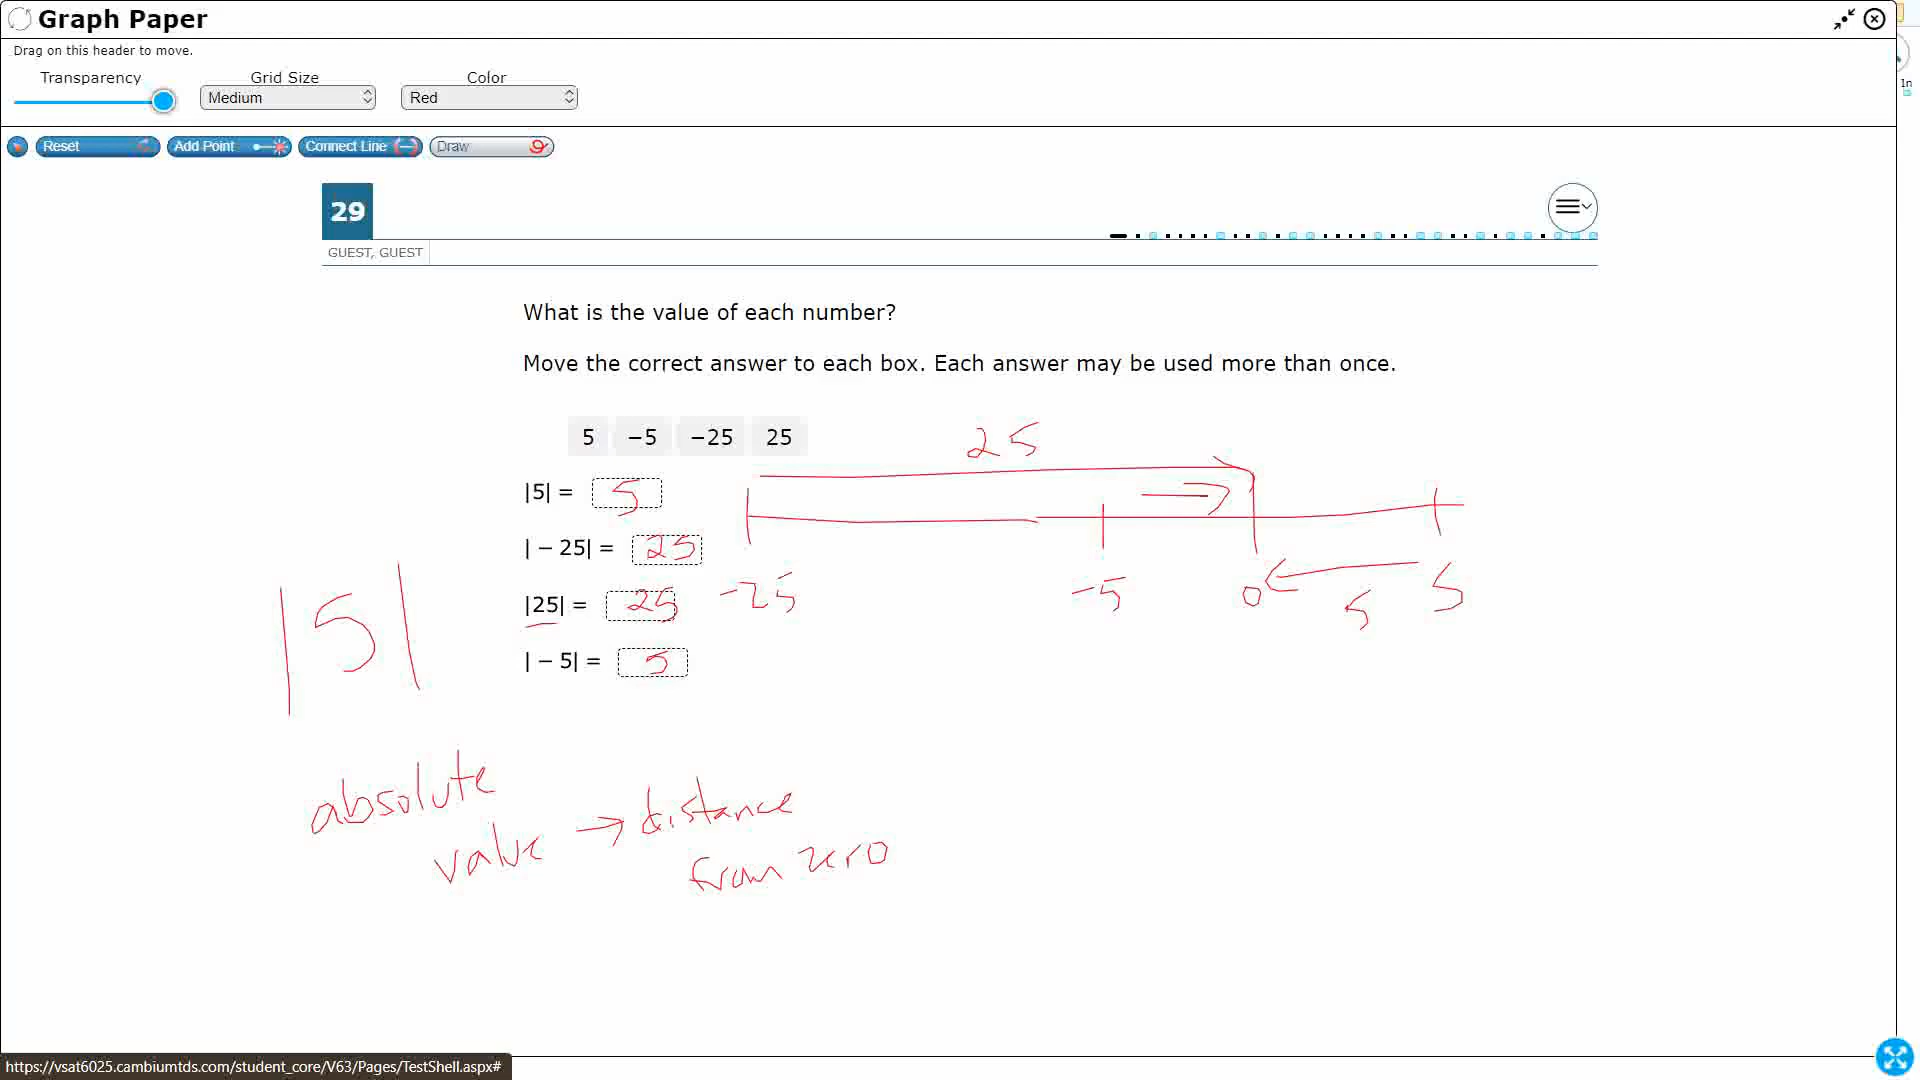 Graph Paper
Drag on this header to move.
Transparency
Grid Size
Color
Medium
Red
Reset
Add Point
Connect Line
Draw
1n
29
GUEST, GUEST
What is the value of each number?
Move the correct answer to each box. Each answer may be used more than once.
5 −5 −25 25
25
|5| = 5
|−25| = 25
|25| = 25
|−5| = 5
-25 -5 0 5 5
|5|
absolute
value → distance
from zero
https://vsat6025.cambiumtds.com/student_core/V63/Pages/TestShell.aspx#